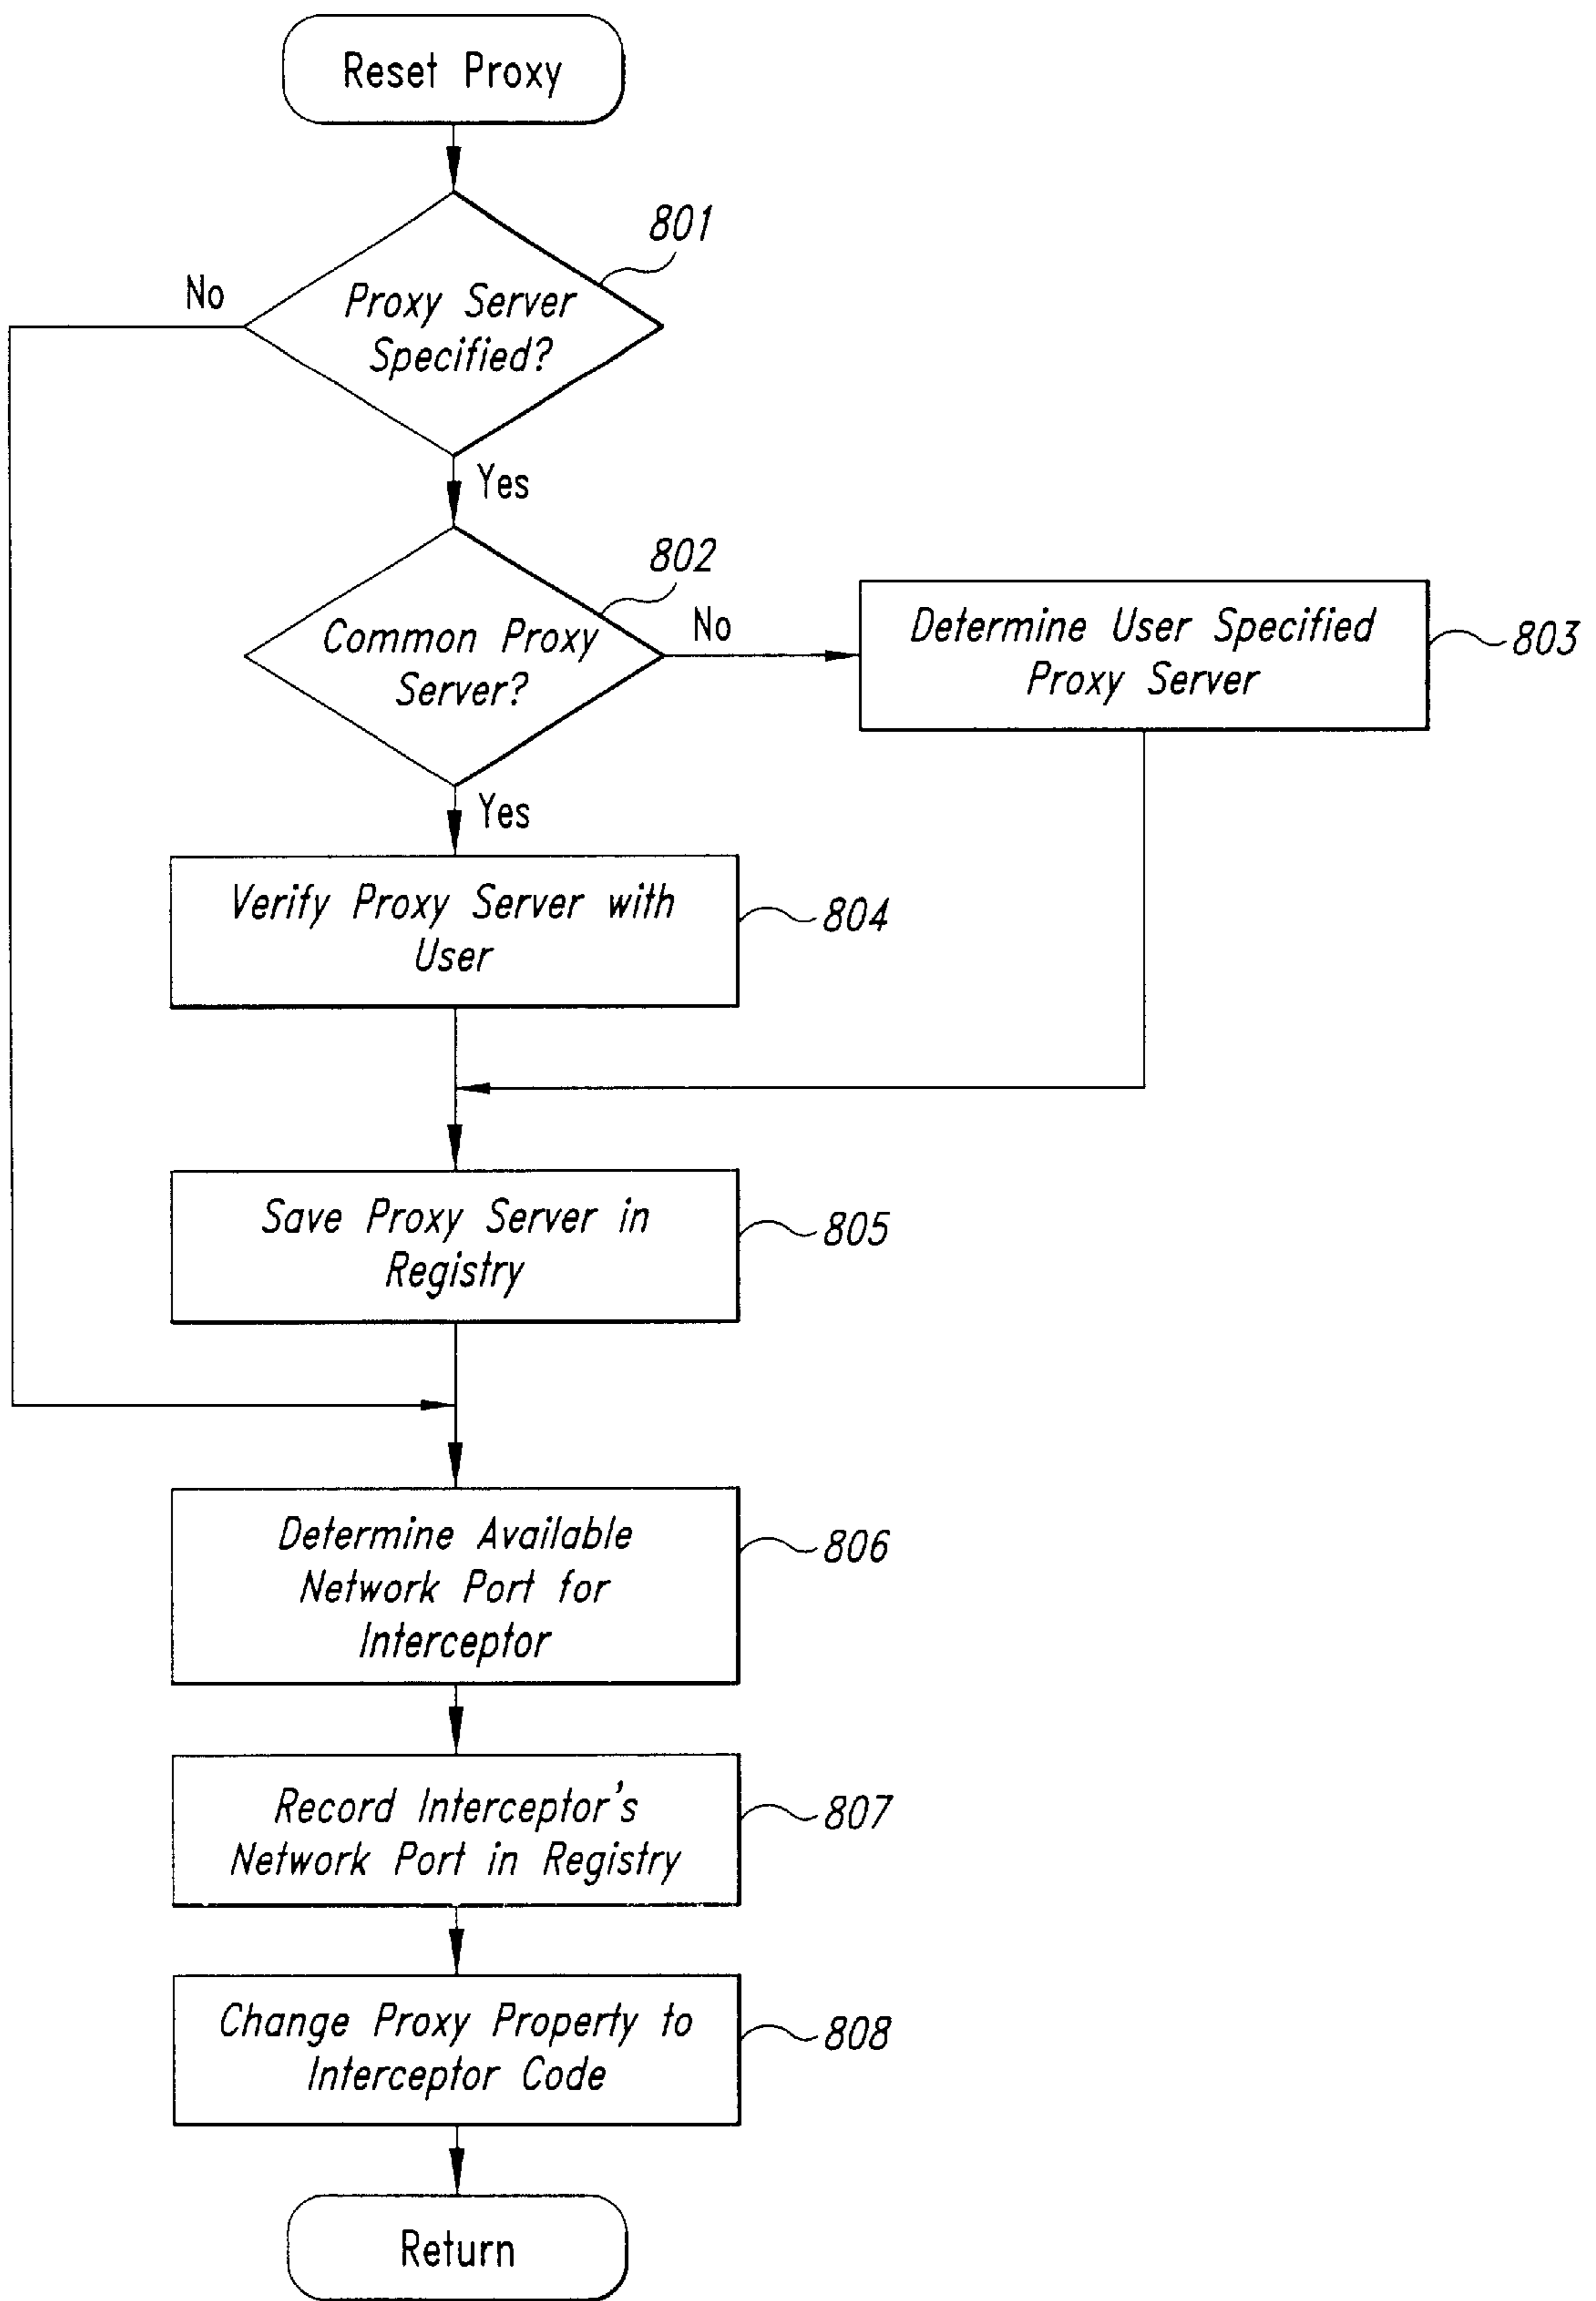 Reset Proxy
801
No
Proxy Server
Specified?
Yes
802
Common Proxy
Server?
No
Determine User Specified
Proxy Server
803
Yes
Verify Proxy Server with
User
804
Save Proxy Server in
Registry
805
Determine Available
Network Port for
Interceptor
806
Record Interceptor's
Network Port in Registry
807
Change Proxy Property to
Interceptor Code
808
Return